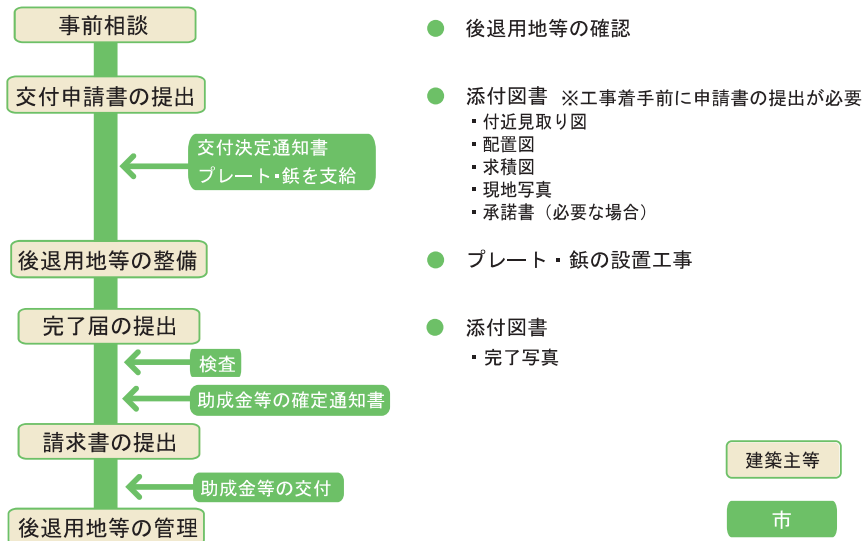 事前相談
● 後退用地等の確認
交付申請書の提出
● 添付図書 ※工事着手前に申請書の提出が必要
・付近見取り図
・配置図
・求積図
・現地写真
・承諾書（必要な場合）
交付決定通知書
プレート・鋲を支給
後退用地等の整備
● プレート・鋲の設置工事
完了届の提出
● 添付図書
・完了写真
検査
助成金等の確定通知書
請求書の提出
助成金等の交付
後退用地等の管理
建築主等
市